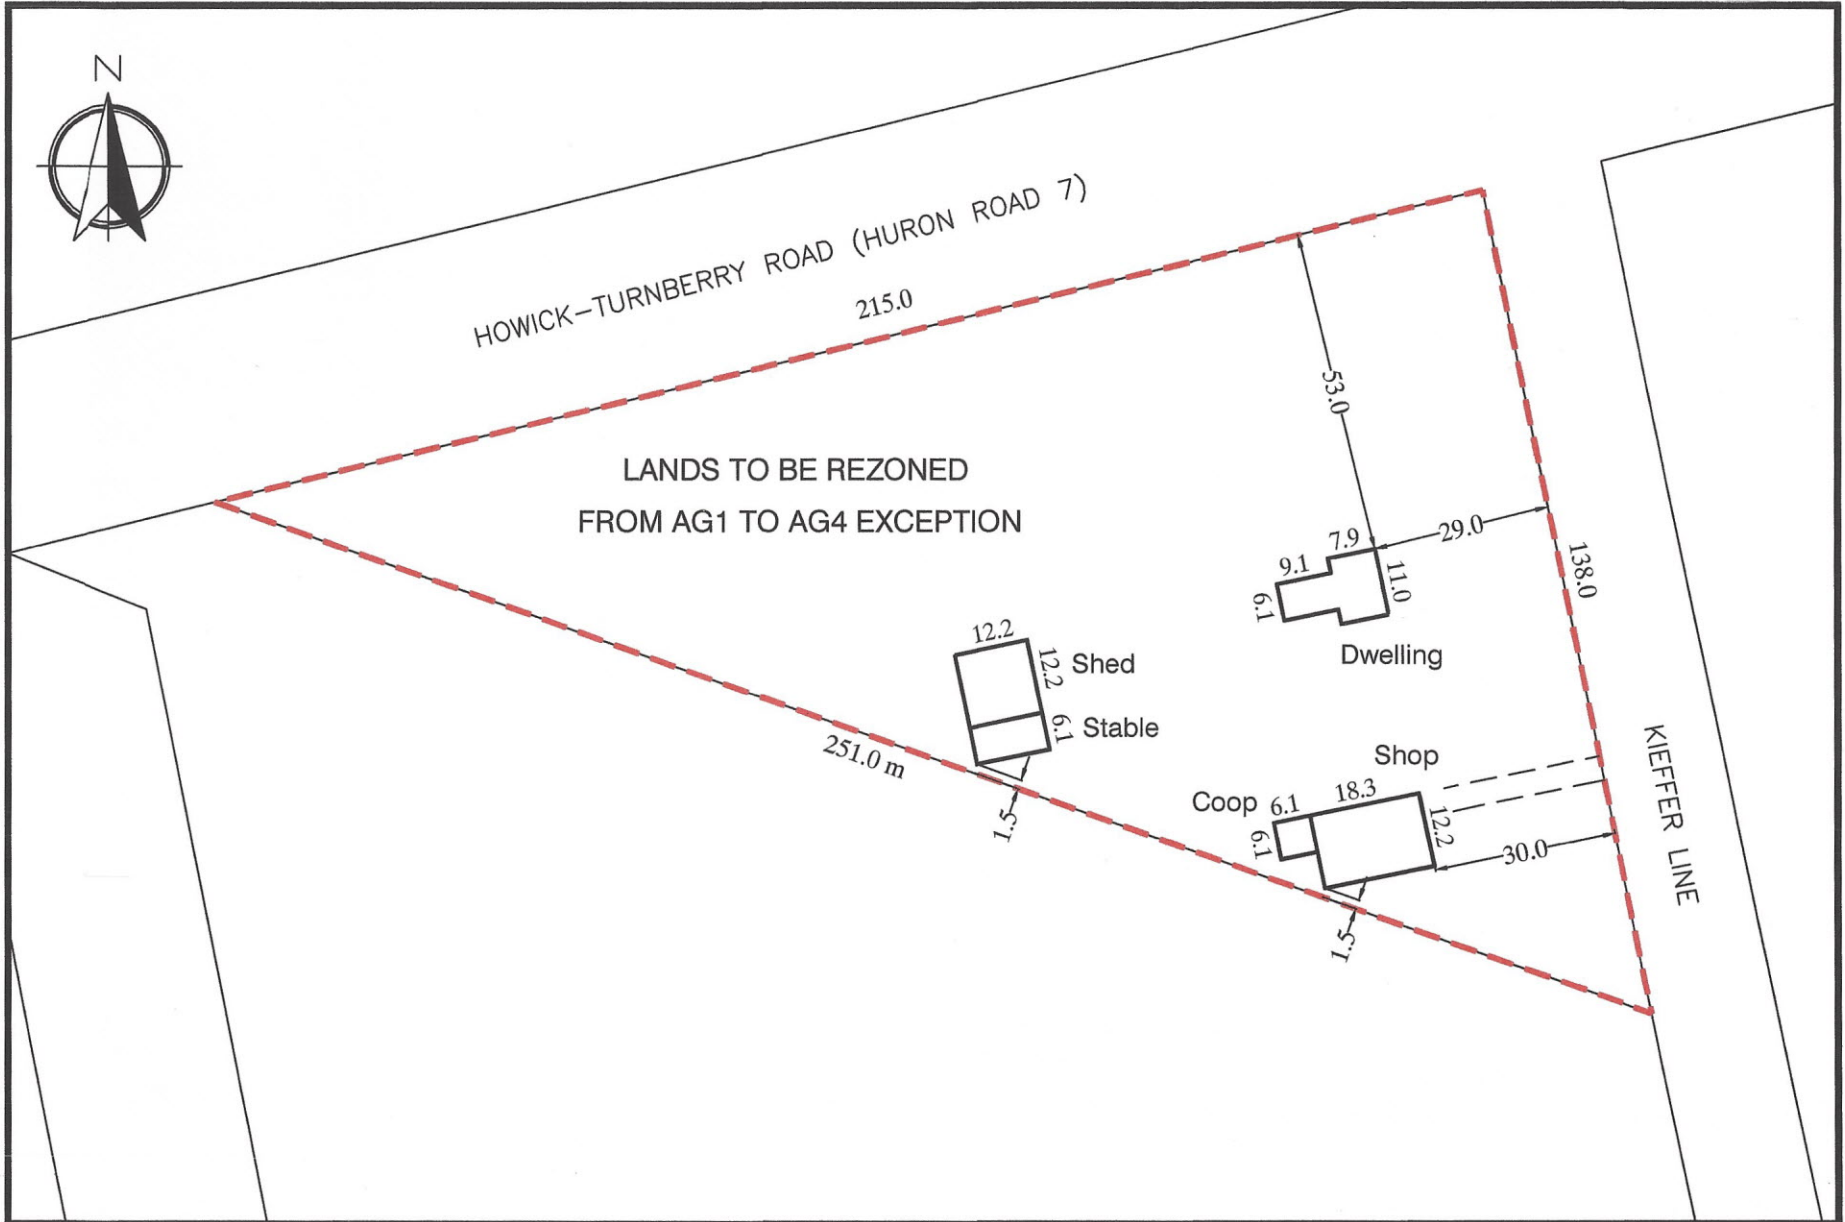 N
HOWICK-TURNBERRY ROAD (HURON ROAD 7)
215.0
53.0
LANDS TO BE REZONED
FROM AG1 TO AG4 EXCEPTION
29.0
7.9
9.1
11.0
6.1
138.0
Dwelling
12.2
12.2
Shed
6.1
Stable
251.0 m
1.5
Shop
Coop
6.1
18.3
6.1
12.2
30.0
1.5
KIEFFER LINE